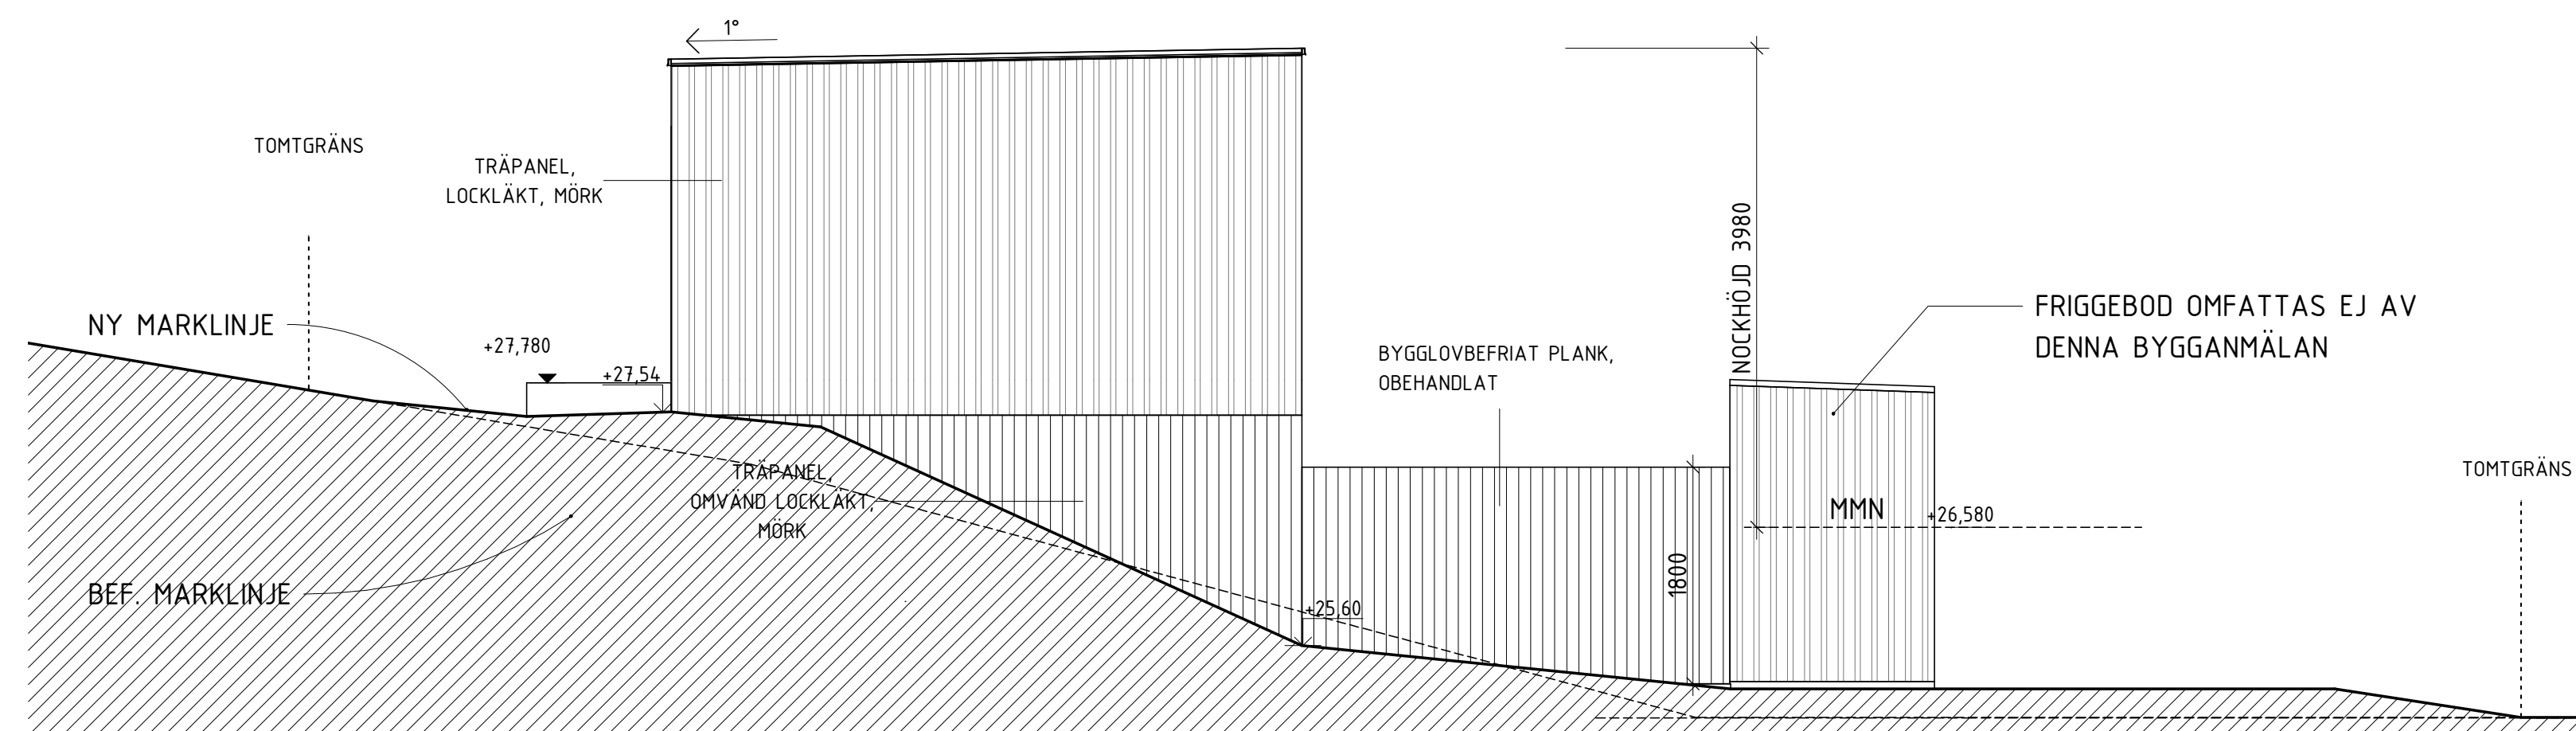 1°
TOMTGRÄNS
TRÄPANEL,
LOCKLÄKT, MÖRK
NOCKHÖJD 3980
NY MARKLINJE
+27,780
+27,54
BYGGLOVBEFRIAT PLANK,
OBEHANDLAT
FRIGGEBOD OMFATTAS EJ AV
DENNA BYGGANMÄLAN
TRÄPANEL,
OMVÄND LOCKLÄKT,
MÖRK
TOMTGRÄNS
MMN
+26,580
1800
BEF. MARKLINJE
+25,60